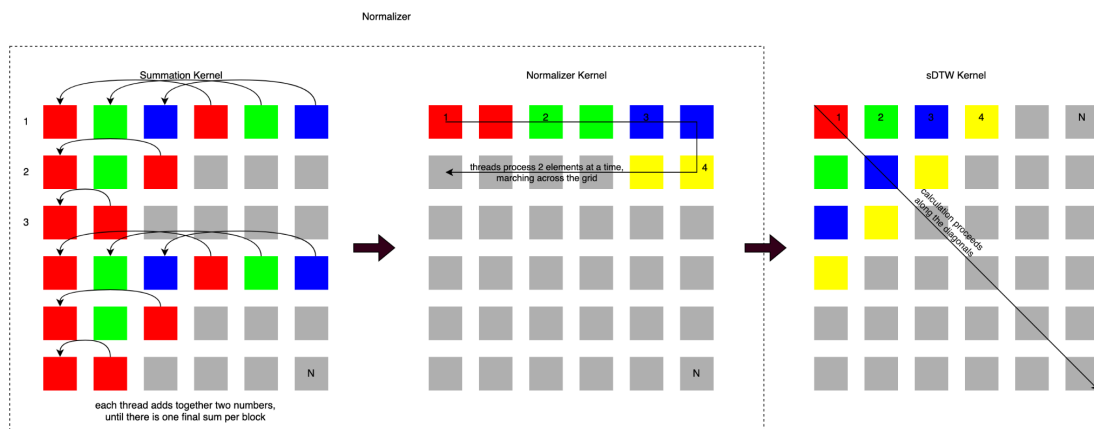 Normalizer
Summation Kernel
1
2
3
N
each thread adds together two numbers,
until there is one final sum per block
Normalizer Kernel
1
2
3
4
threads process 2 elements at a time,
marching across the grid
N
sDTW Kernel
1
2
3
4
N
calculation proceeds
along the diagonals